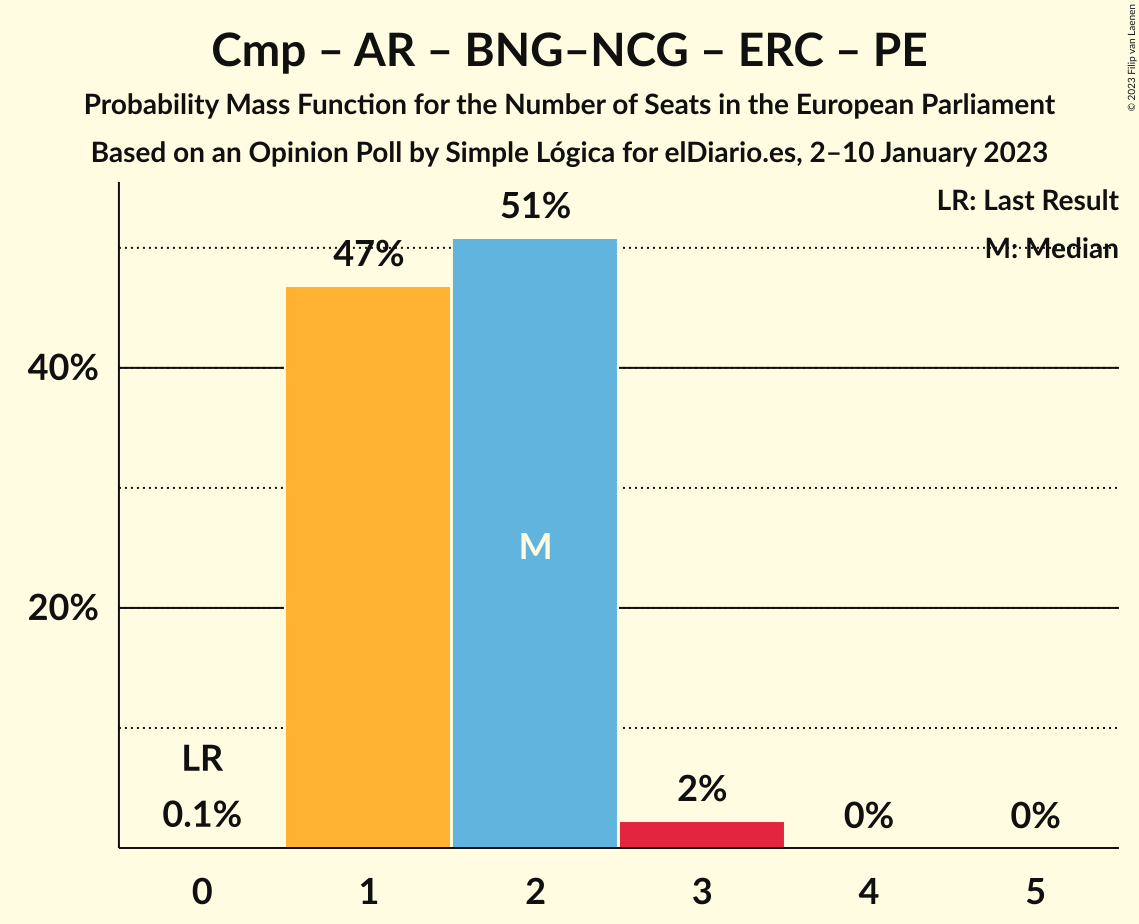 Cmp – AR – BNG–NCG – ERC – PE
Probability Mass Function for the Number of Seats in the European Parliament
Based on an Opinion Poll by Simple Lógica for elDiario.es, 2–10 January 2023
© 2023 Filip van Laenen
LR: Last Result
M: Median
51%
47%
40%
M
20%
LR
0.1%
2%
0%
0%
0 1 2 3 4 5